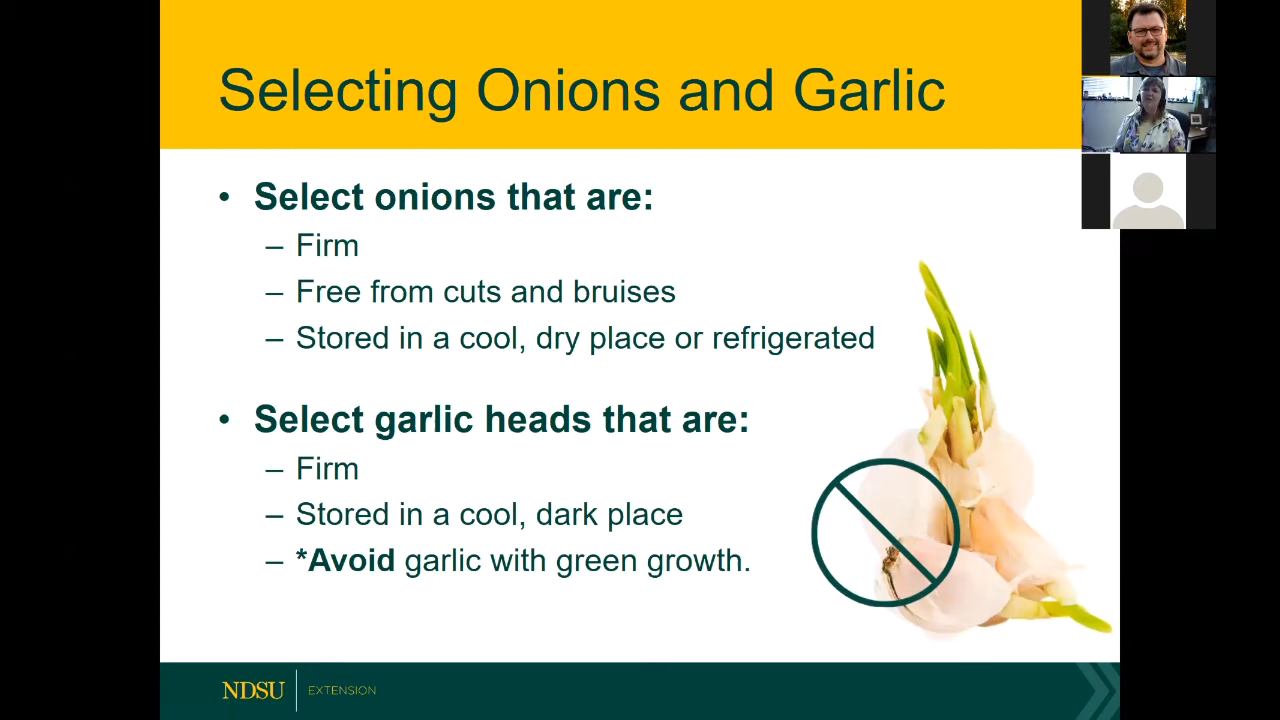 Selecting Onions and Garlic
• Select onions that are:
– Firm
– Free from cuts and bruises
– Stored in a cool, dry place or refrigerated
• Select garlic heads that are:
– Firm
– Stored in a cool, dark place
– *Avoid garlic with green growth.
NDSU EXTENSION